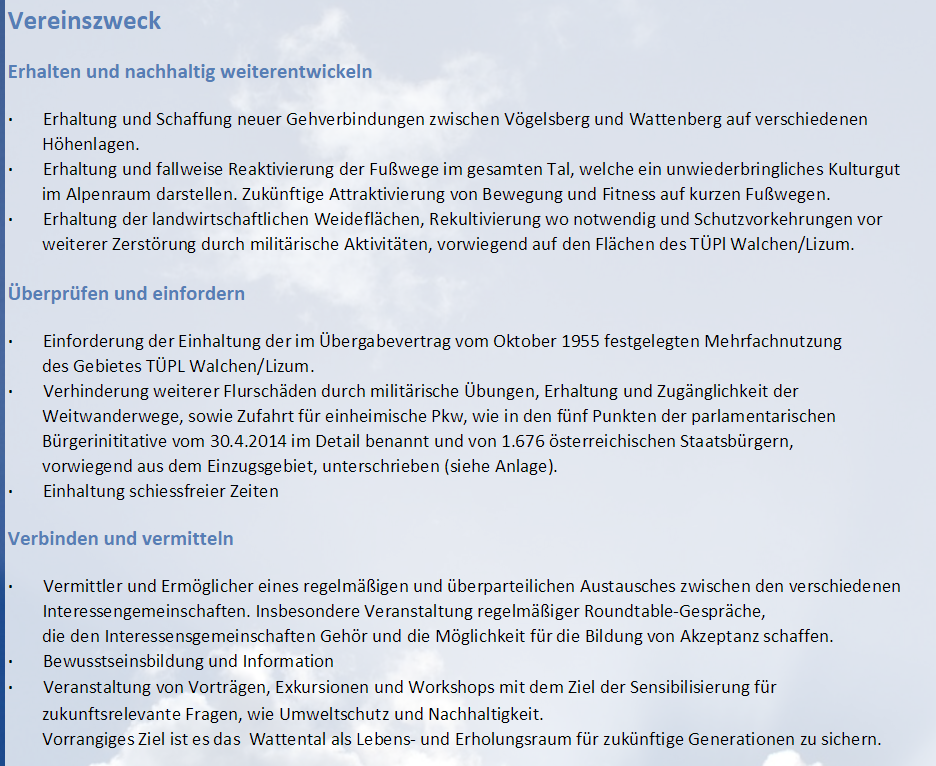 Vereinszweck
Erhalten und nachhaltig weiterentwickeln
· Erhaltung und Schaffung neuer Gehverbindungen zwischen Vögelsberg und Wattenberg auf verschiedenen
Höhenlagen.
· Erhaltung und fallweise Reaktivierung der Fußwege im gesamten Tal, welche ein unwiederbringliches Kulturgut
im Alpenraum darstellen. Zukünftige Attraktivierung von Bewegung und Fitness auf kurzen Fußwegen.
· Erhaltung der landwirtschaftlichen Weideflächen, Rekultivierung wo notwendig und Schutzvorkehrungen vor
weiterer Zerstörung durch militärische Aktivitäten, vorwiegend auf den Flächen des TÜPl Walchen/Lizum.
Überprüfen und einfordern
· Einforderung der Einhaltung der im Übergabevertrag vom Oktober 1955 festgelegten Mehrfachnutzung
des Gebietes TÜPL Walchen/Lizum.
· Verhinderung weiterer Flurschäden durch militärische Übungen, Erhaltung und Zugänglichkeit der
Weitwanderwege, sowie Zufahrt für einheimische Pkw, wie in den fünf Punkten der parlamentarischen
Bürgerinititative vom 30.4.2014 im Detail benannt und von 1.676 österreichischen Staatsbürgern,
vorwiegend aus dem Einzugsgebiet, unterschrieben (siehe Anlage).
· Einhaltung schiessfreier Zeiten
Verbinden und vermitteln
· Vermittler und Ermöglicher eines regelmäßigen und überparteilichen Austausches zwischen den verschiedenen
Interessengemeinschaften. Insbesondere Veranstaltung regelmäßiger Roundtable-Gespräche,
die den Interessensgemeinschaften Gehör und die Möglichkeit für die Bildung von Akzeptanz schaffen.
· Bewusstseinsbildung und Information
· Veranstaltung von Vorträgen, Exkursionen und Workshops mit dem Ziel der Sensibilisierung für
zukunftsrelevante Fragen, wie Umweltschutz und Nachhaltigkeit.
Vorrangiges Ziel ist es das Wattental als Lebens- und Erholungsraum für zukünftige Generationen zu sichern.